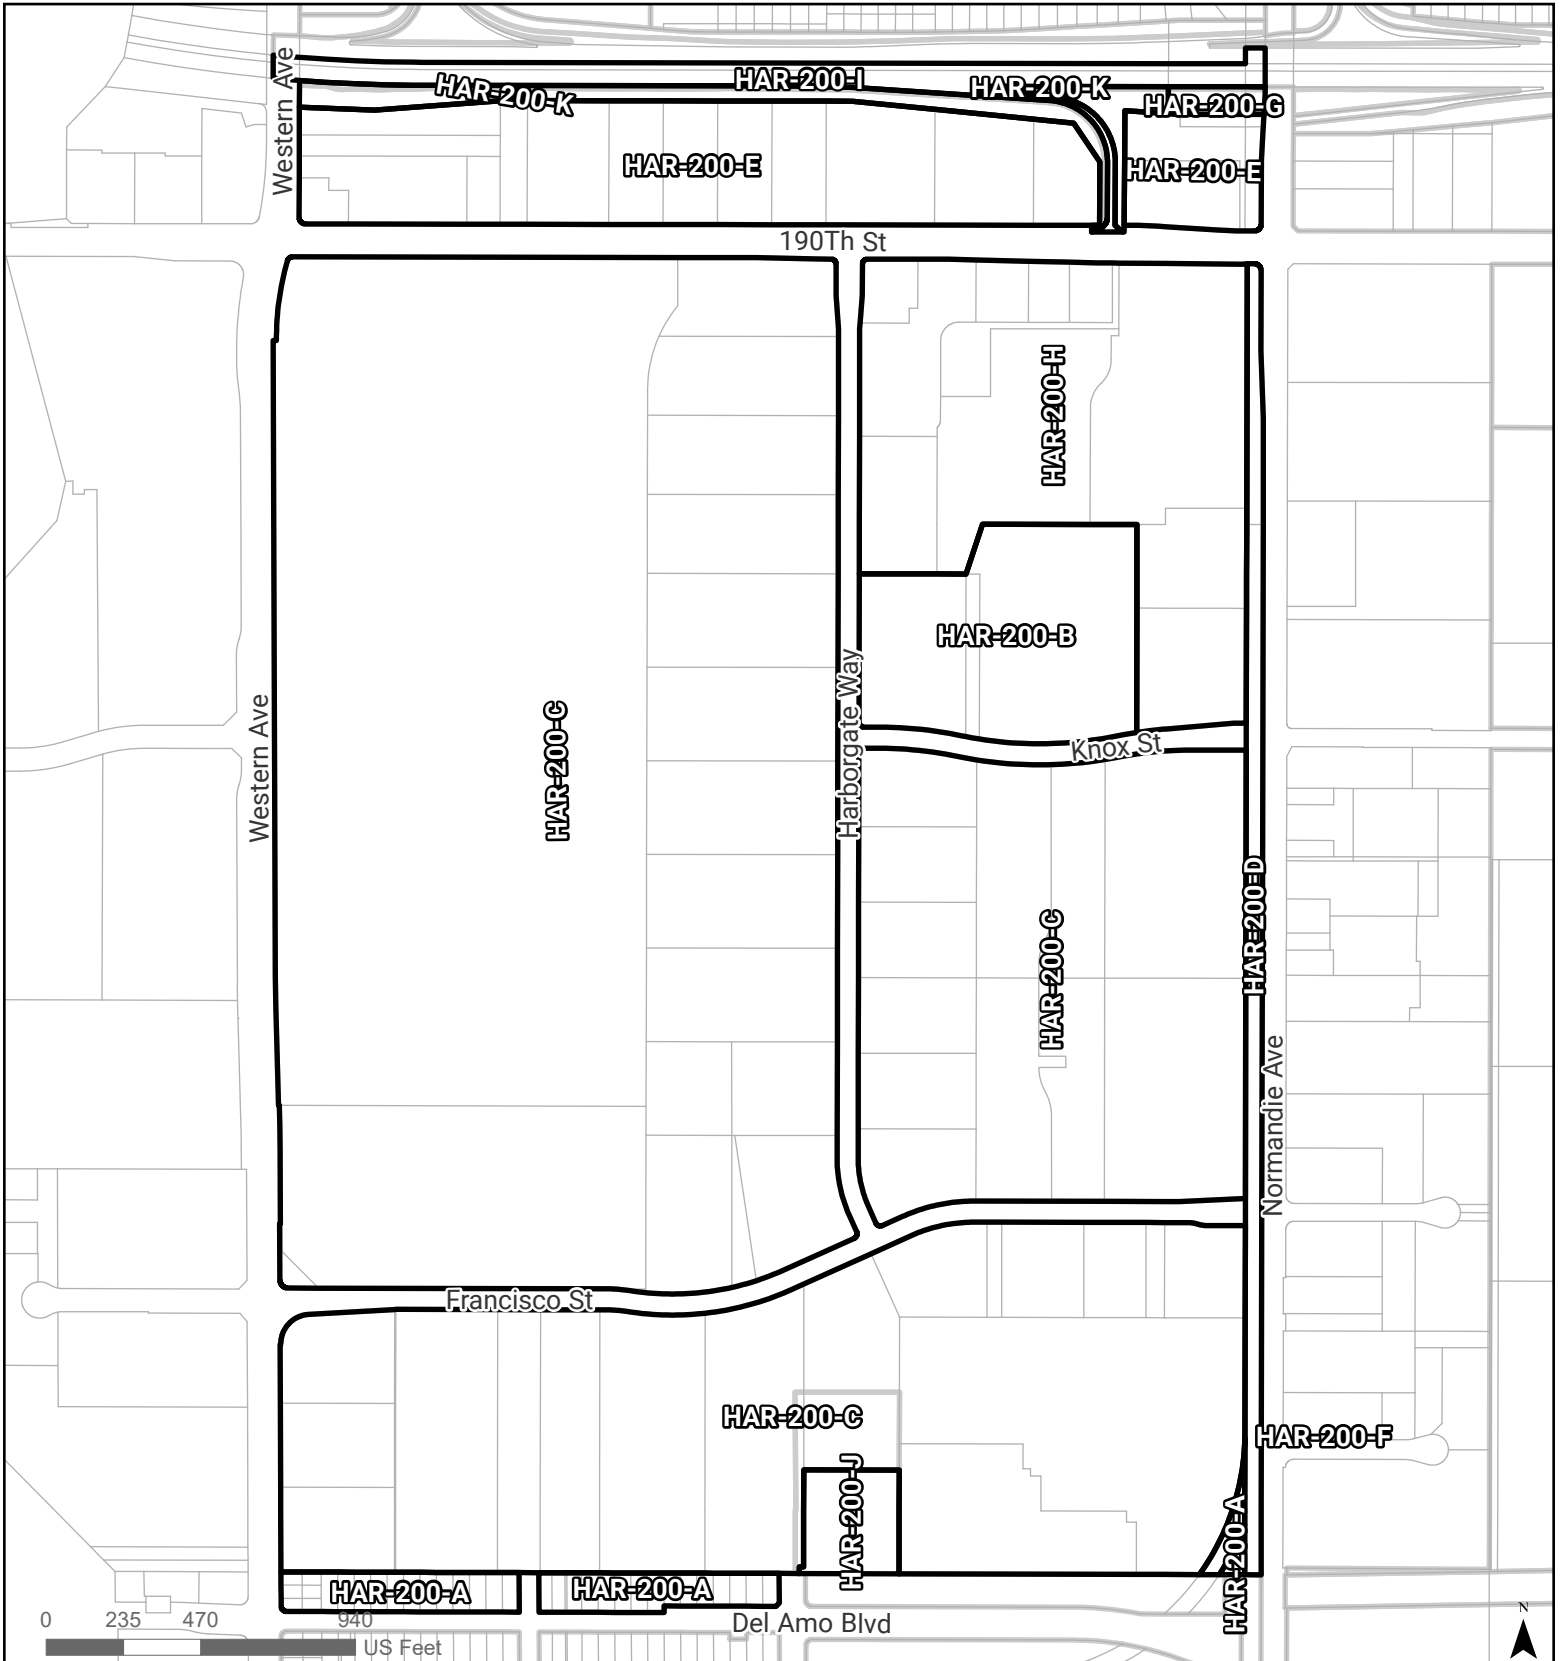 HAR-200-I
HAR-200-K
HAR-200-K
HAR-200-G
Western Ave
HAR-200-E
HAR-200-E
190Th St
HAR-200-H
HAR-200-B
Harborgate Way
Western Ave
HAR-200-C
Knox St
HAR-200-D
HAR-200-C
Normandie Ave
Francisco St
HAR-200-C
HAR-200-F
HAR-200-J
HAR-200-A
HAR-200-A
HAR-200-A
Del Amo Blvd
0 235 470 940
US Feet
N